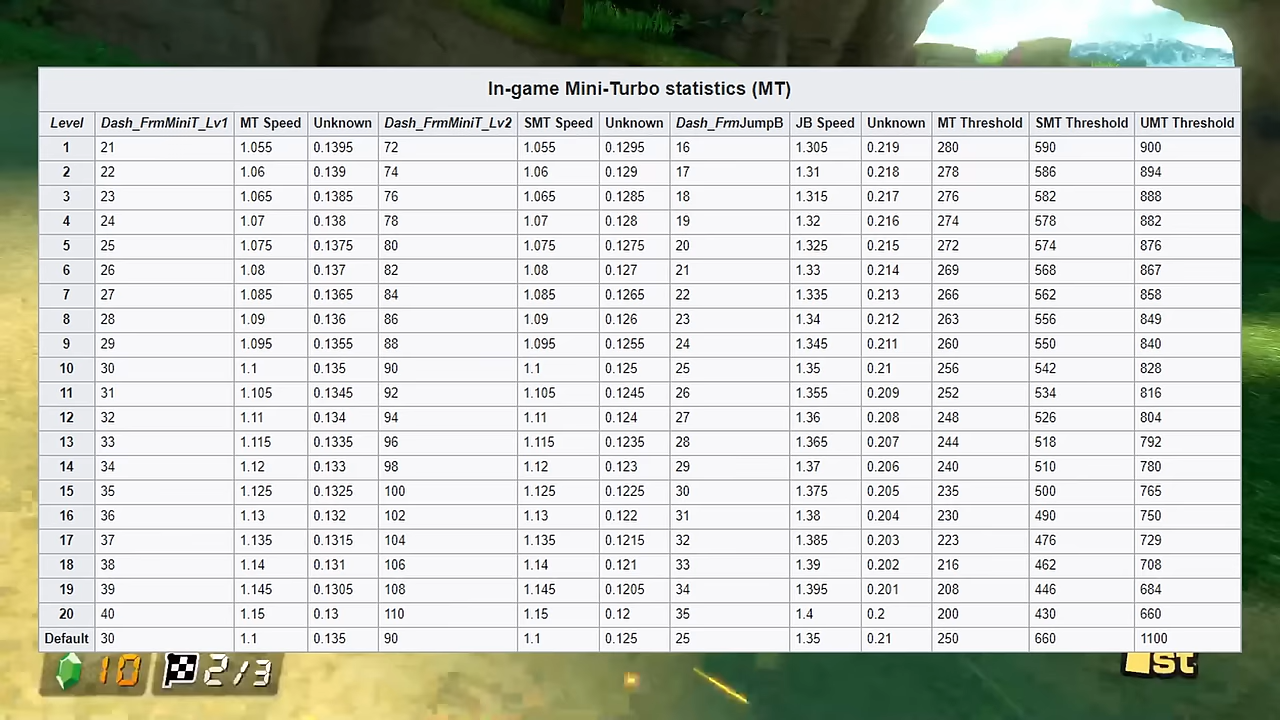 In-game Mini-Turbo statistics (MT)
Level Dash_FrmMiniT_Lv1 MT Speed Unknown Dash_FrmMiniT_Lv2 SMT Speed Unknown Dash_FrmJumpB JB Speed Unknown MT Threshold SMT Threshold UMT Threshold
1 21 1.055 0.1395 72 1.055 0.1295 16 1.305 0.219 280 590 900
2 22 1.06 0.139 74 1.06 0.129 17 1.31 0.218 278 586 894
3 23 1.065 0.1385 76 1.065 0.1285 18 1.315 0.217 276 582 888
4 24 1.07 0.138 78 1.07 0.128 19 1.32 0.216 274 578 882
5 25 1.075 0.1375 80 1.075 0.1275 20 1.325 0.215 272 574 876
6 26 1.08 0.137 82 1.08 0.127 21 1.33 0.214 269 568 867
7 27 1.085 0.1365 84 1.085 0.1265 22 1.335 0.213 266 562 858
8 28 1.09 0.136 86 1.09 0.126 23 1.34 0.212 263 556 849
9 29 1.095 0.1355 88 1.095 0.1255 24 1.345 0.211 260 550 840
10 30 1.1 0.135 90 1.1 0.125 25 1.35 0.21 256 542 828
11 31 1.105 0.1345 92 1.105 0.1245 26 1.355 0.209 252 534 816
12 32 1.11 0.134 94 1.11 0.124 27 1.36 0.208 248 526 804
13 33 1.115 0.1335 96 1.115 0.1235 28 1.365 0.207 244 518 792
14 34 1.12 0.133 98 1.12 0.123 29 1.37 0.206 240 510 780
15 35 1.125 0.1325 100 1.125 0.1225 30 1.375 0.205 235 500 765
16 36 1.13 0.132 102 1.13 0.122 31 1.38 0.204 230 490 750
17 37 1.135 0.1315 104 1.135 0.1215 32 1.385 0.203 223 476 729
18 38 1.14 0.131 106 1.14 0.121 33 1.39 0.202 216 462 708
19 39 1.145 0.1305 108 1.145 0.1205 34 1.395 0.201 208 446 684
20 40 1.15 0.13 110 1.15 0.12 35 1.4 0.2 200 430 660
Default 30 1.1 0.135 90 1.1 0.125 25 1.35 0.21 250 660 1100
10 2/3 1st